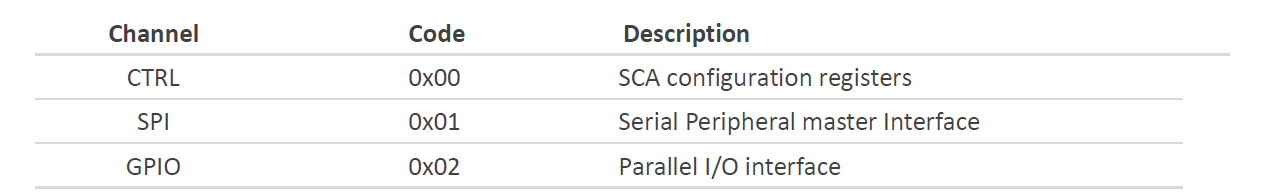 Channel Code Description
CTRL 0x00 SCA configuration registers
SPI 0x01 Serial Peripheral master Interface
GPIO 0x02 Parallel I/O interface